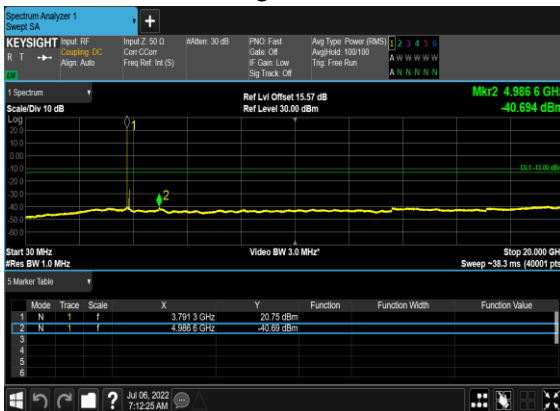 Spectrum Analyzer 1
Swept SA
KEYSIGHT Input: RF Input Z: 50 Ω #Atten: 30 dB PNO: Fast Avg Type: Power (RMS) 1 2 3 4 5 6
R T Coupling: DC Corr CCorr Gate: Off Avg|Hold: 100/100 A W W W W W
Align: Auto Freq Ref: Int (S) IF Gain: Low Trig: Free Run
Sig Track: Off A N N N N N
LV
1 Spectrum Ref Lvl Offset 15.57 dB Mkr2 4.986 6 GHz
Scale/Div 10 dB Ref Level 30.00 dBm -40.694 dBm
Log
1
20.0
10.0
0.00
-10.0 DL1 -13.00 dBm
-20.0
-30.0
2
-40.0
-50.0
-60.0
Start 30 MHz Video BW 3.0 MHz* Stop 20.000 GH
#Res BW 1.0 MHz Sweep ~38.3 ms (40001 pts
5 Marker Table
Mode Trace Scale X Y Function Function Width Function Value
1 N 1 f 3.791 3 GHz 20.75 dBm
2 N 1 f 4.986 6 GHz -40.69 dBm
3
4
5
6
? Jul 06, 2022
7:12:25 AM